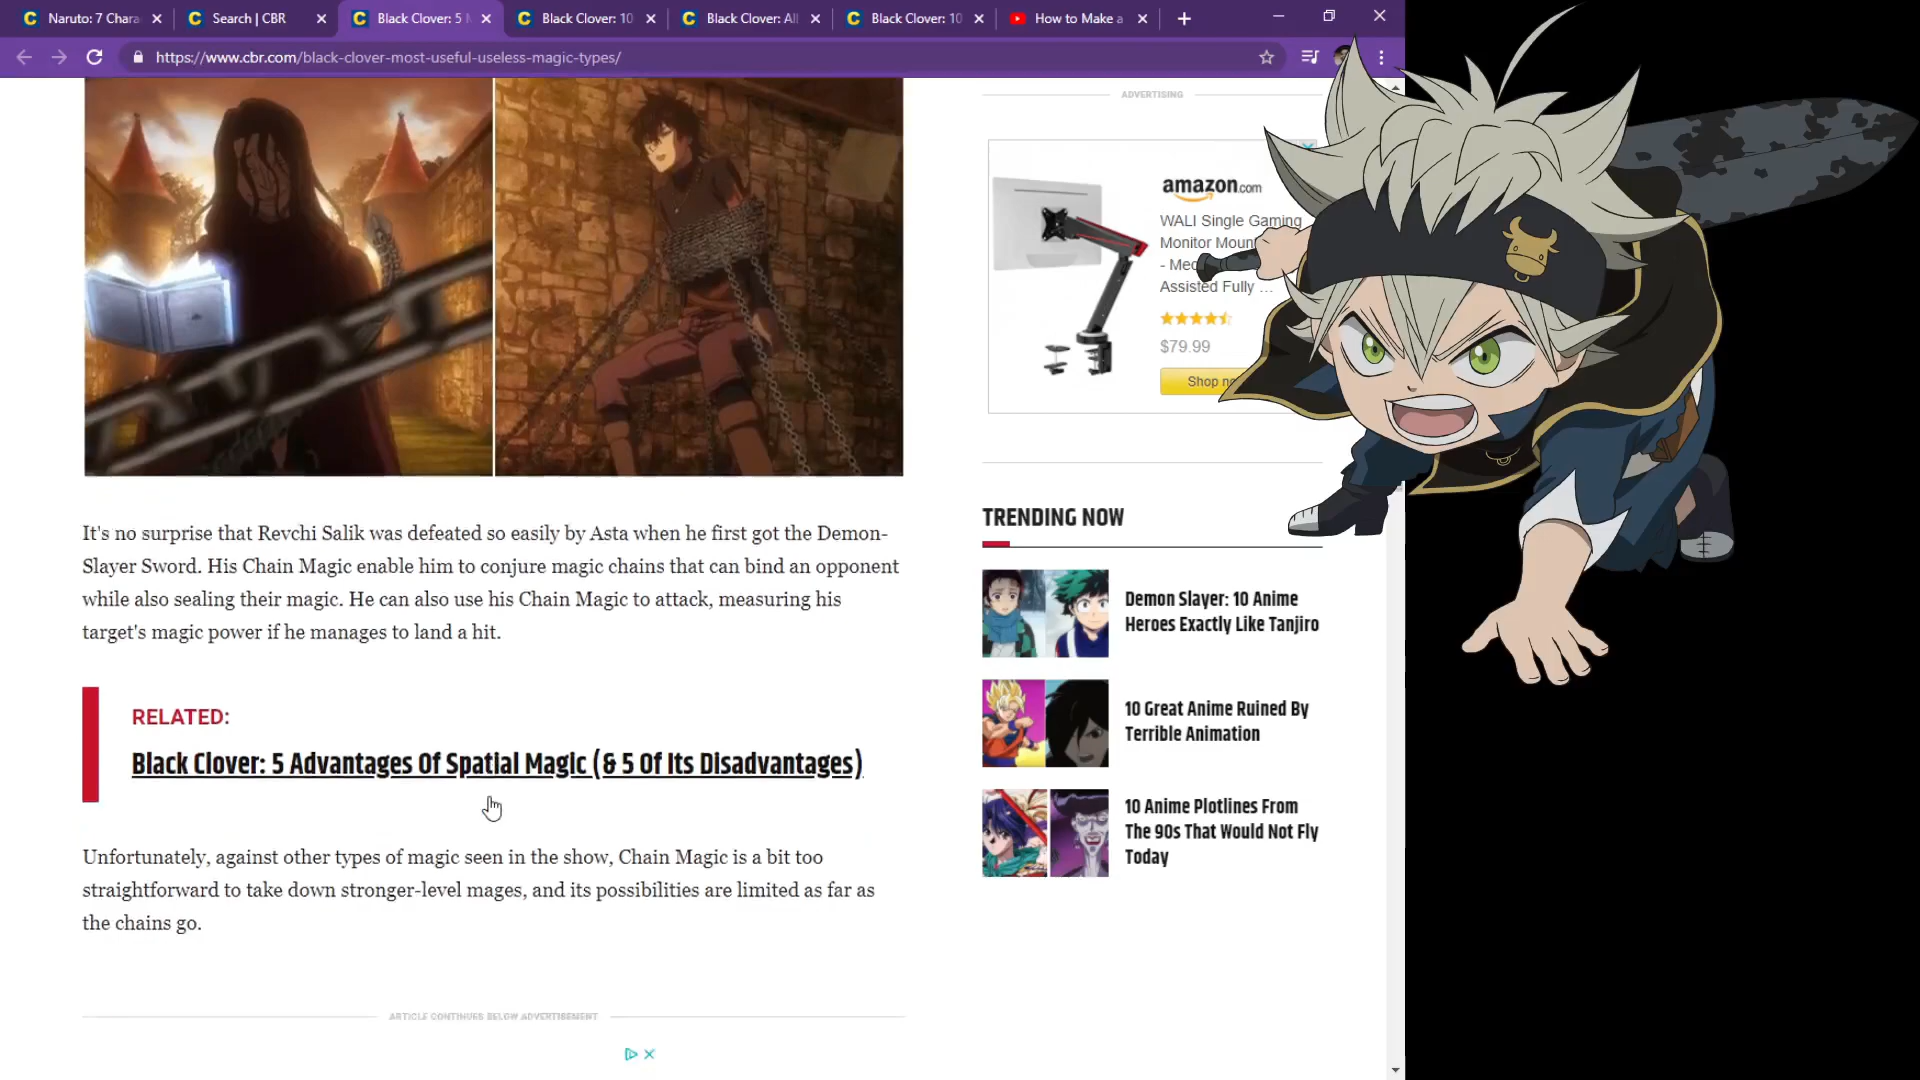 Naruto: 7 Chara
Search | CBR
Black Clover: 5 M
Black Clover: 10
Black Clover: All
Black Clover: 10
How to Make a
https://www.cbr.com/black-clover-most-useful-useless-magic-types/
ADVERTISING
amazon.com
WALI Single Gaming
Monitor Moun
- Mec
Assisted Fully ...
$79.99
Shop no
It's no surprise that Revchi Salik was defeated so easily by Asta when he first got the Demon-
Slayer Sword. His Chain Magic enable him to conjure magic chains that can bind an opponent
while also sealing their magic. He can also use his Chain Magic to attack, measuring his
target's magic power if he manages to land a hit.
RELATED:
Black Clover: 5 Advantages Of Spatial Magic (& 5 Of Its Disadvantages)
Unfortunately, against other types of magic seen in the show, Chain Magic is a bit too
straightforward to take down stronger-level mages, and its possibilities are limited as far as
the chains go.
ARTICLE CONTINUES BELOW ADVERTISEMENT
TRENDING NOW
Demon Slayer: 10 Anime
Heroes Exactly Like Tanjiro
10 Great Anime Ruined By
Terrible Animation
10 Anime Plotlines From
The 90s That Would Not Fly
Today